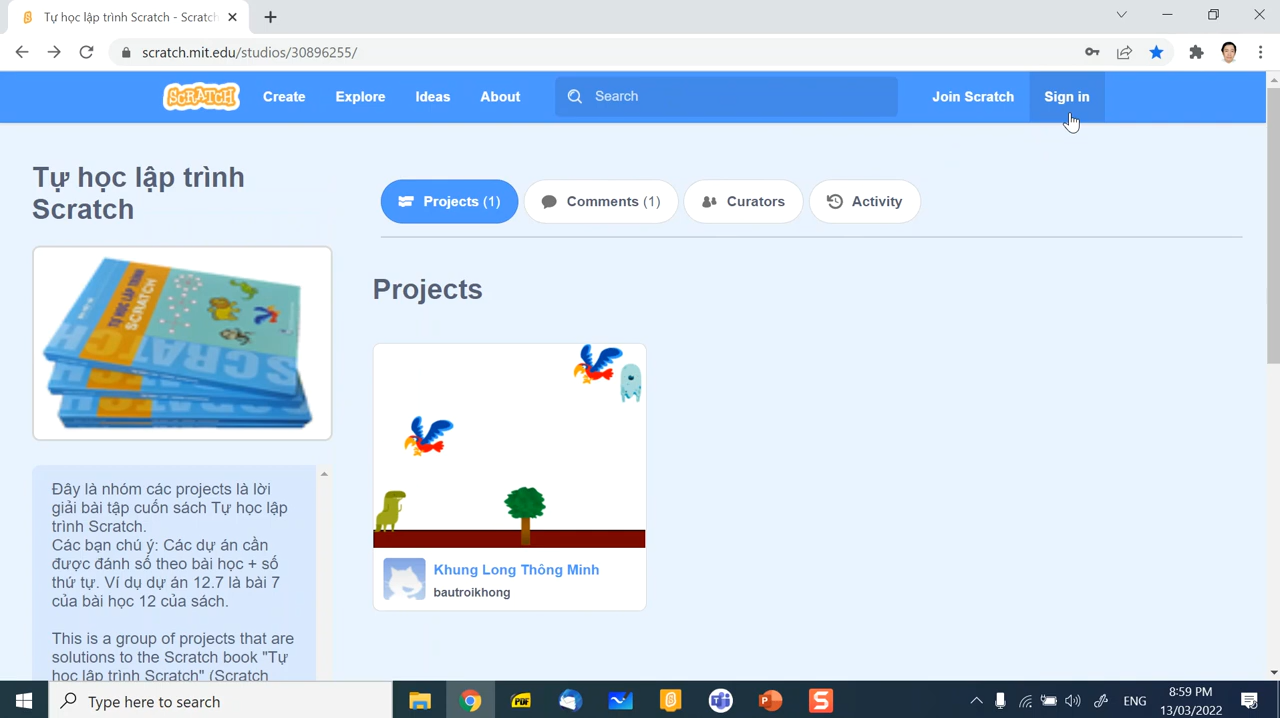 Tự học lập trình Scratch - Scratch
scratch.mit.edu/studios/30896255/
SCRATCH
Create
Explore
Ideas
About
Search
Join Scratch
Sign in
Tự học lập trình
Scratch
Projects (1)
Comments (1)
Curators
Activity
Projects
TỰ HỌC LẬP TRÌNH
SCRATCH
Đây là nhóm các projects là lời
giải bài tập cuốn sách Tự học lập
trình Scratch.
Các bạn chú ý: Các dự án cần
được đánh số theo bài học + số
thứ tự. Ví dụ dự án 12.7 là bài 7
của bài học 12 của sách.
This is a group of projects that are
solutions to the Scratch book "Tự
học lập trình Scratch" (Scratch
Khung Long Thông Minh
bautroikhong
Type here to search
PDF
ENG
8:59 PM
13/03/2022